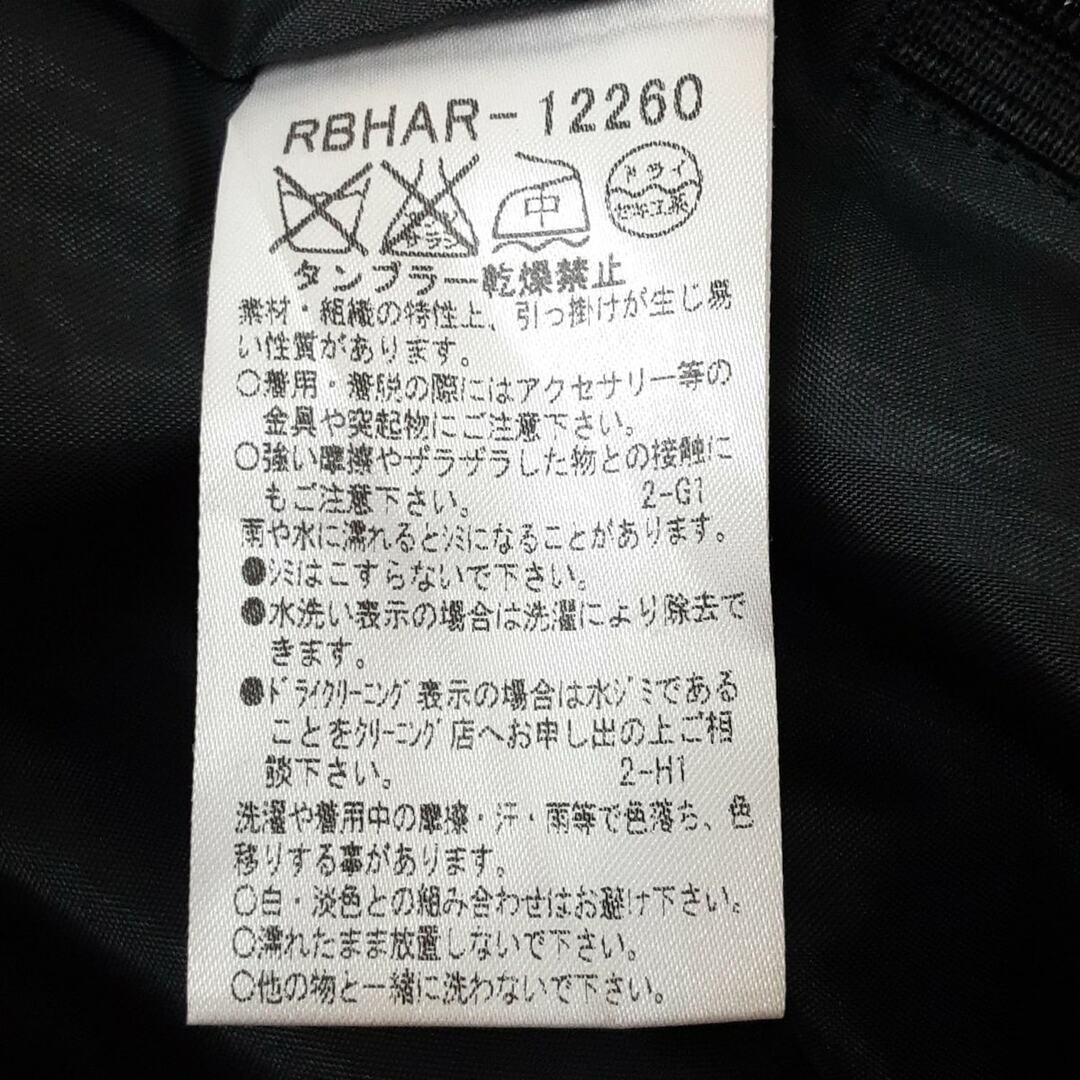 RBHAR-12260
エンソ
サラシ
中
ドライ
セキユ系
タンブラー乾燥禁止
素材・組織の特性上、引っ掛けが生じ易
い性質があります。
○着用・着脱の際にはアクセサリー等の
金具や突起物にご注意下さい。
○強い摩擦やザラザラした物との接触に
もご注意下さい。 2-G1
雨や水に濡れるとシミになることがあります。
●シミはこすらないで下さい。
●水洗い表示の場合は洗濯により除去で
きます。
●ドライクリーニング表示の場合は水ジミである
ことをクリーニング店へお申し出の上ご相
談下さい。 2-H1
洗濯や着用中の摩擦・汗・雨等で色落ち、色
移りする事があります。
○白・淡色との組み合わせはお避け下さい。
○濡れたまま放置しないで下さい。
○他の物と一緒に洗わないで下さい。